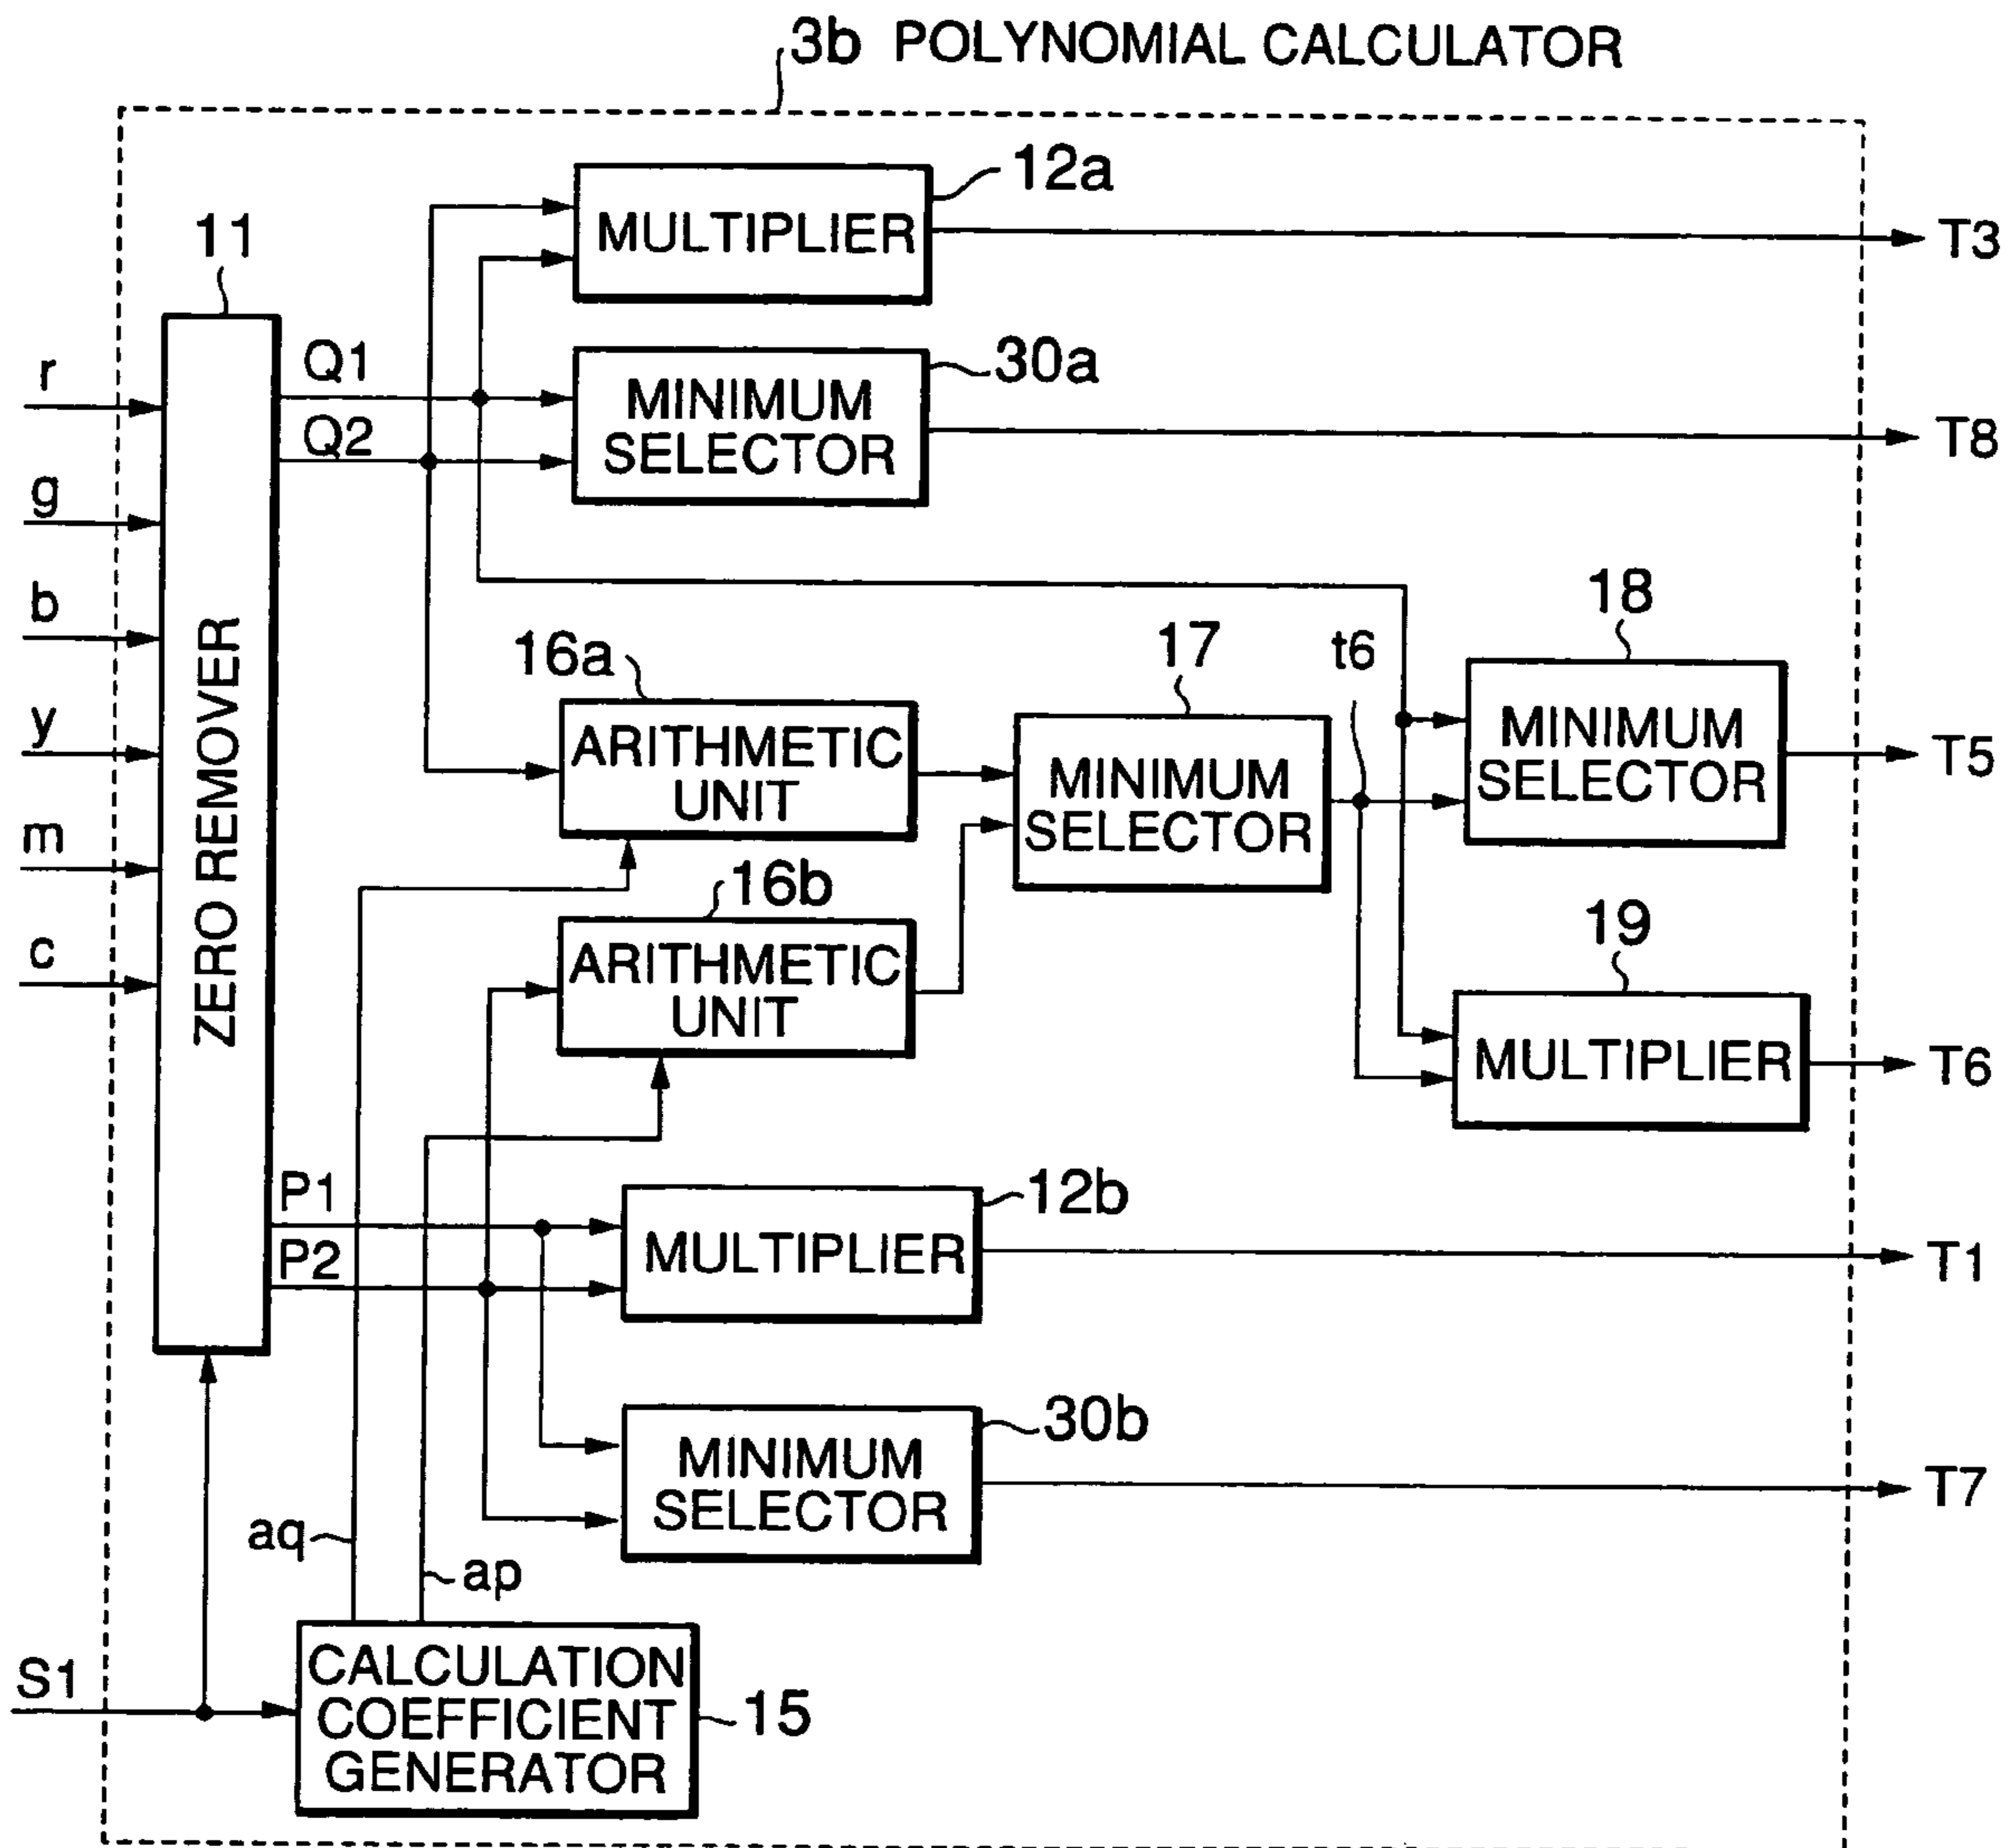 3b POLYNOMIAL CALCULATOR
12a
MULTIPLIER
T3
11
r
g
b
y
m
c
ZERO REMOVER
Q1
Q2
30a
MINIMUM
SELECTOR
T8
16a
ARITHMETIC
UNIT
17
MINIMUM
SELECTOR
t6
18
MINIMUM
SELECTOR
T5
16b
ARITHMETIC
UNIT
19
MULTIPLIER
T6
P1
P2
12b
MULTIPLIER
T1
30b
MINIMUM
SELECTOR
T7
aq
ap
S1
CALCULATION
COEFFICIENT
GENERATOR
15